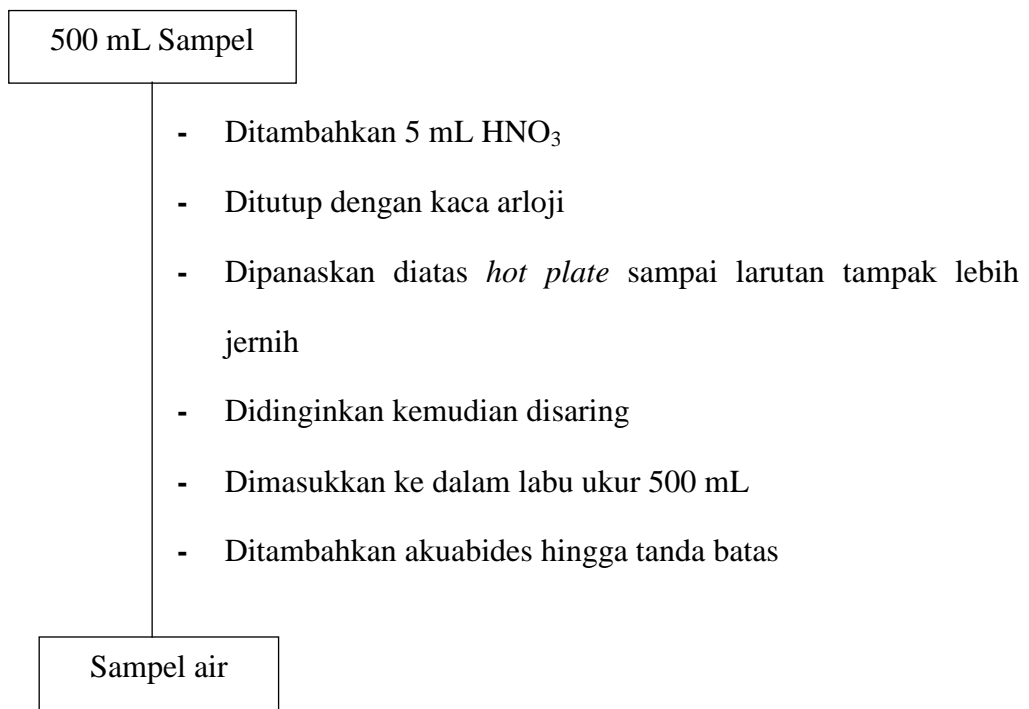 500 mL Sampel
- Ditambahkan 5 mL HNO₃
- Ditutup dengan kaca arloji
- Dipanaskan diatas hot plate sampai larutan tampak lebih
jernih
- Didinginkan kemudian disaring
- Dimasukkan ke dalam labu ukur 500 mL
- Ditambahkan akuabides hingga tanda batas
Sampel air